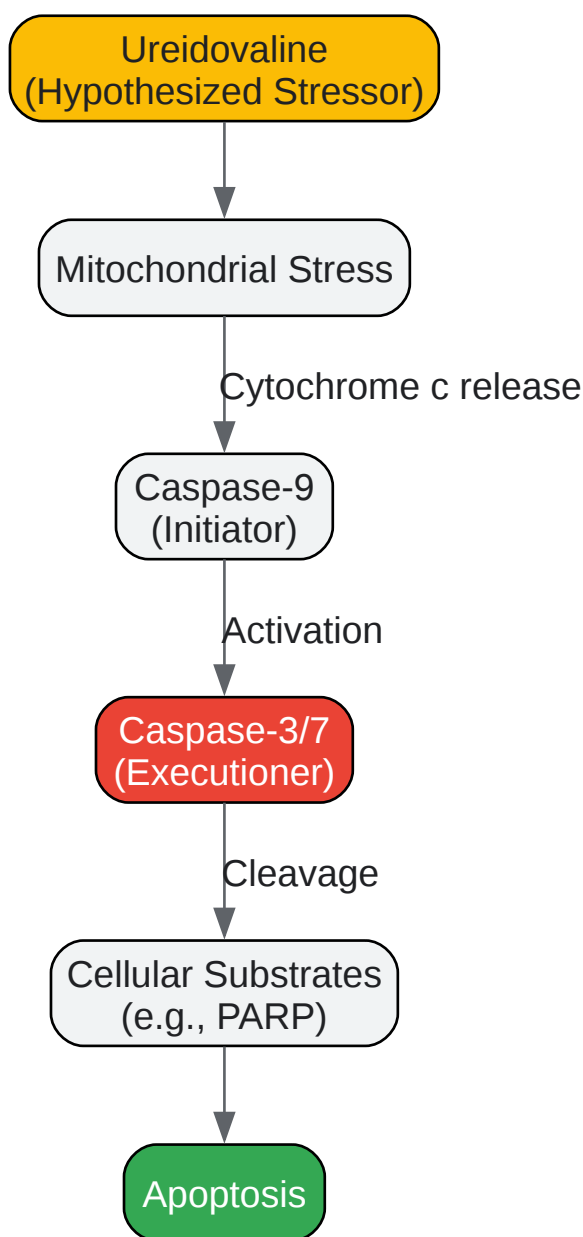 Ureidovaline
(Hypothesized Stressor)
Mitochondrial Stress
Cytochrome c release
Caspase-9
(Initiator)
Activation
Caspase-3/7
(Executioner)
Cleavage
Cellular Substrates
(e.g., PARP)
Apoptosis